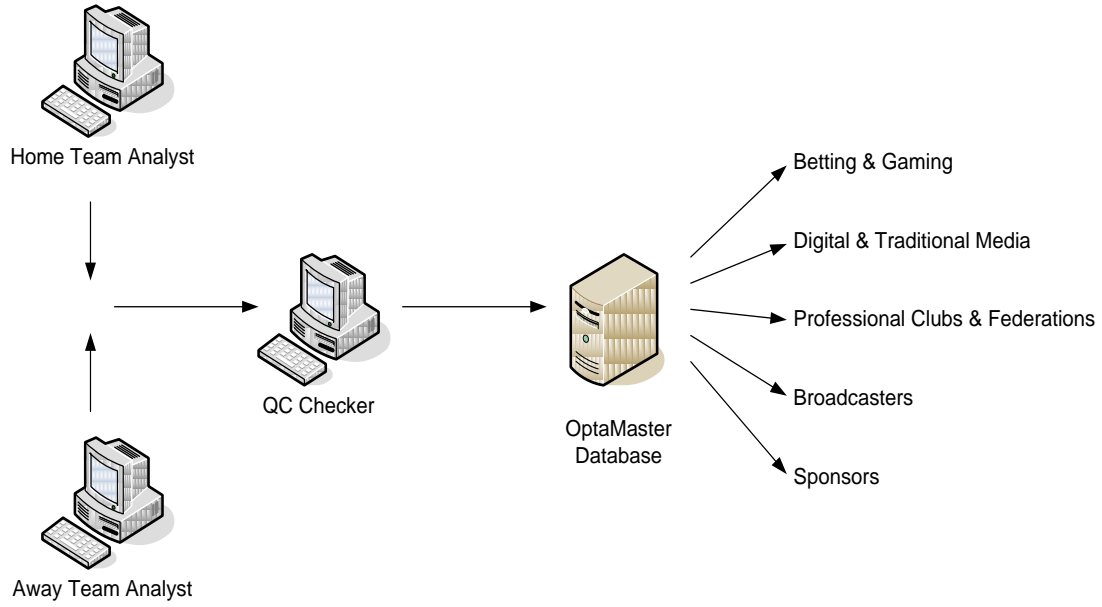 Home Team Analyst
Away Team Analyst
QC Checker
OptaMaster
Database
Betting & Gaming
Digital & Traditional Media
Professional Clubs & Federations
Broadcasters
Sponsors